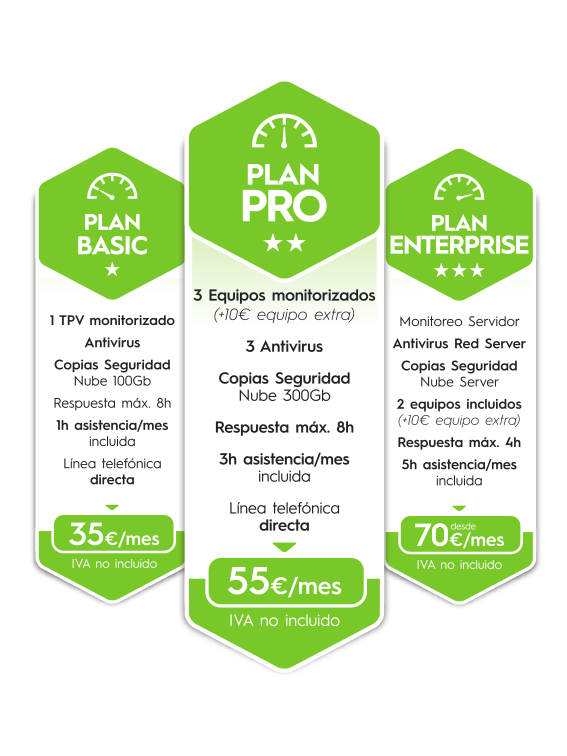 PLAN
BASIC
1 TPV monitorizado
Antivirus
Copias Seguridad
Nube 100Gb
Respuesta máx. 8h
1h asistencia/mes
incluida
Línea telefónica
directa
35€/mes
IVA no incluido
PLAN
PRO
3 Equipos monitorizados
(+10€ equipo extra)
3 Antivirus
Copias Seguridad
Nube 300Gb
Respuesta máx. 8h
3h asistencia/mes
incluida
Línea telefónica
directa
55€/mes
IVA no incluido
PLAN
ENTERPRISE
Monitoreo Servidor
Antivirus Red Server
Copias Seguridad
Nube Server
2 equipos incluidos
(+10€ equipo extra)
Respuesta máx. 4h
5h asistencia/mes
incluida
desde
70€/mes
IVA no incluido